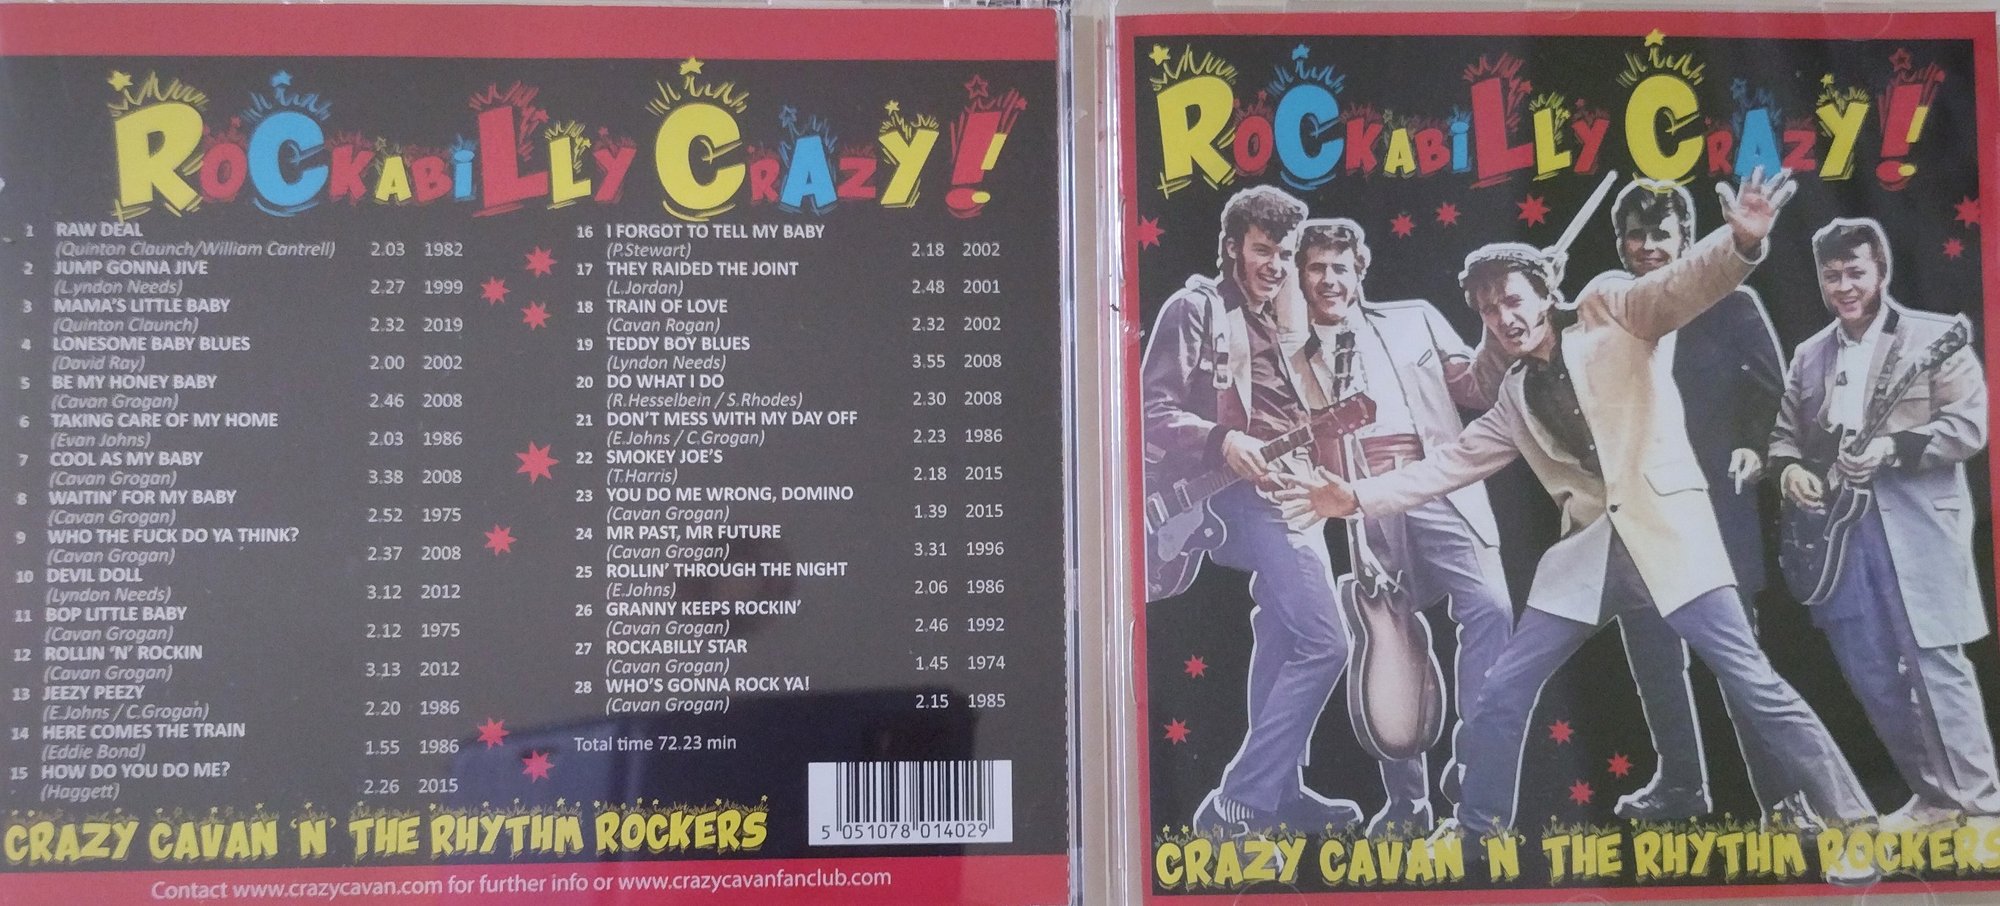 RoCKABiLLY CRAZY!
1 RAW DEAL
(Quinton Claunch/William Cantrell) 2.03 1982
2 JUMP GONNA JIVE
(Lyndon Needs) 2.27 1999
3 MAMA'S LITTLE BABY
(Quinton Claunch) 2.32 2019
4 LONESOME BABY BLUES
(David Ray) 2.00 2002
5 BE MY HONEY BABY
(Cavan Grogan) 2.46 2008
6 TAKING CARE OF MY HOME
(Evan Johns) 2.03 1986
7 COOL AS MY BABY
(Cavan Grogan) 3.38 2008
8 WAITIN' FOR MY BABY
(Cavan Grogan) 2.52 1975
9 WHO THE FUCK DO YA THINK?
(Cavan Grogan) 2.37 2008
10 DEVIL DOLL
(Lyndon Needs) 3.12 2012
11 BOP LITTLE BABY
(Cavan Grogan) 2.12 1975
12 ROLLIN 'N' ROCKIN
(Cavan Grogan) 3.13 2012
13 JEEZY PEEZY
(E.Johns / C.Grogan) 2.20 1986
14 HERE COMES THE TRAIN
(Eddie Bond) 1.55 1986
15 HOW DO YOU DO ME?
(Haggett) 2.26 2015
16 I FORGOT TO TELL MY BABY
(P.Stewart) 2.18 2002
17 THEY RAIDED THE JOINT
(L.Jordan) 2.48 2001
18 TRAIN OF LOVE
(Cavan Rogan) 2.32 2002
19 TEDDY BOY BLUES
(Lyndon Needs) 3.55 2008
20 DO WHAT I DO
(R.Hesselbein / S.Rhodes) 2.30 2008
21 DON'T MESS WITH MY DAY OFF
(E.Johns / C.Grogan) 2.23 1986
22 SMOKEY JOE'S
(T.Harris) 2.18 2015
23 YOU DO ME WRONG, DOMINO
(Cavan Grogan) 1.39 2015
24 MR PAST, MR FUTURE
(Cavan Grogan) 3.31 1996
25 ROLLIN' THROUGH THE NIGHT
(E.Johns) 2.06 1986
26 GRANNY KEEPS ROCKIN'
(Cavan Grogan) 2.46 1992
27 ROCKABILLY STAR
(Cavan Grogan) 1.45 1974
28 WHO'S GONNA ROCK YA!
(Cavan Grogan) 2.15 1985
Total time 72.23 min
5 051078 014029
CRAZY CAVAN 'N' THE RHYTHM ROCKERS
Contact www.crazycavan.com for further info or www.crazycavanfanclub.com
RoCKABiLLY CRAZY!
CRAZY CAVAN 'N' THE RHYTHM ROCKERS